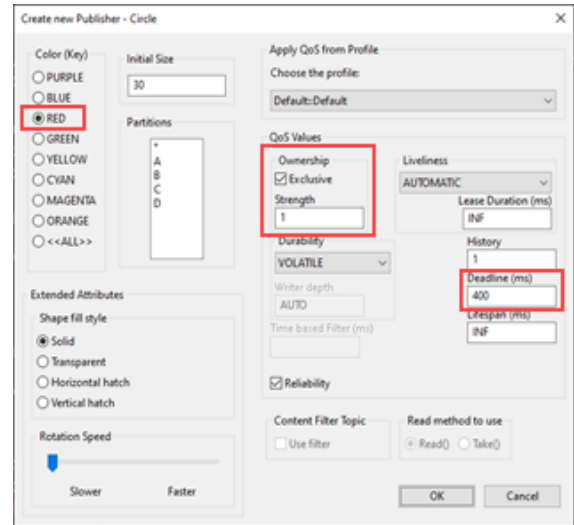 Create new Publisher - Circle
Color (Key)
PURPLE
BLUE
RED
GREEN
YELLOW
CYAN
MAGENTA
ORANGE
<<ALL>>
Initial Size
30
Partitions
*
A
B
C
D
Extended Attributes
Shape fill style
Solid
Transparent
Horizontal hatch
Vertical hatch
Rotation Speed
Slower Faster
Apply QoS from Profile
Choose the profile:
Default::Default
QoS Values
Ownership
Exclusive
Strength
1
Durability
VOLATILE
Writer depth
AUTO
Time based Filter (ms)
Liveliness
AUTOMATIC
Lease Duration (ms)
INF
History
1
Deadline (ms)
400
Lifespan (ms)
INF
Reliability
Content Filter Topic
Use filter
Read method to use
Read() Take()
OK Cancel